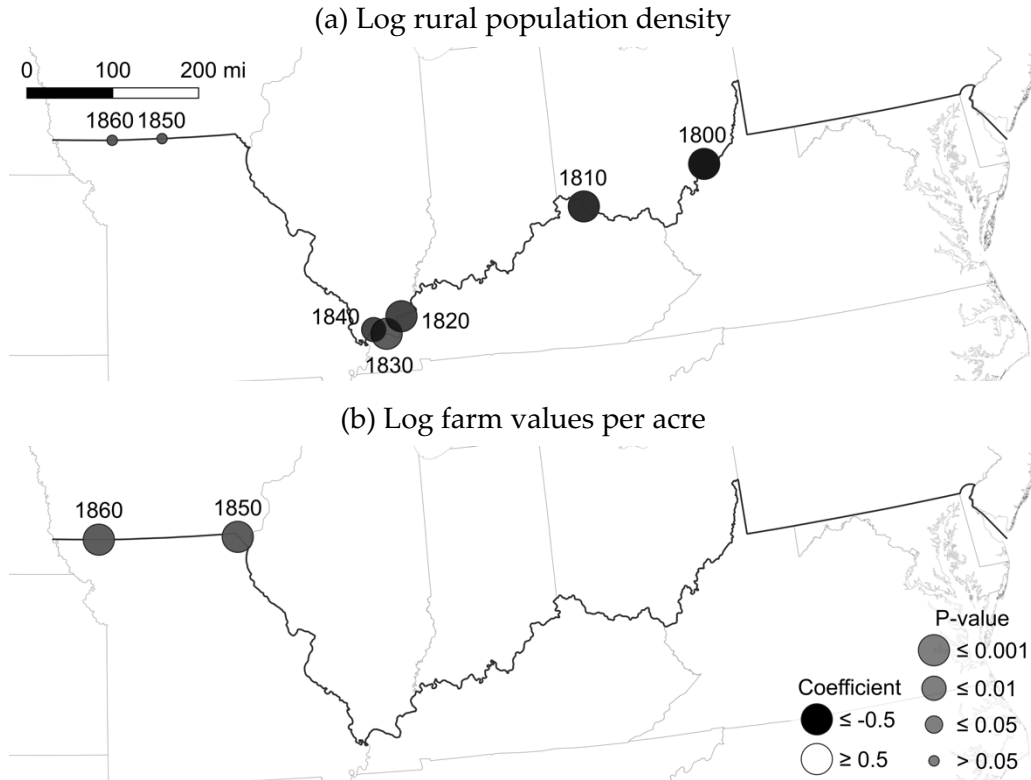 (a) Log rural population density
0 100 200 mi
1860 1850
1800
1810
1840
1820
1830
(b) Log farm values per acre
1860 1850
P-value
≤ 0.001
Coefficient
≤ 0.01
≤ -0.5
≤ 0.05
≥ 0.5
> 0.05